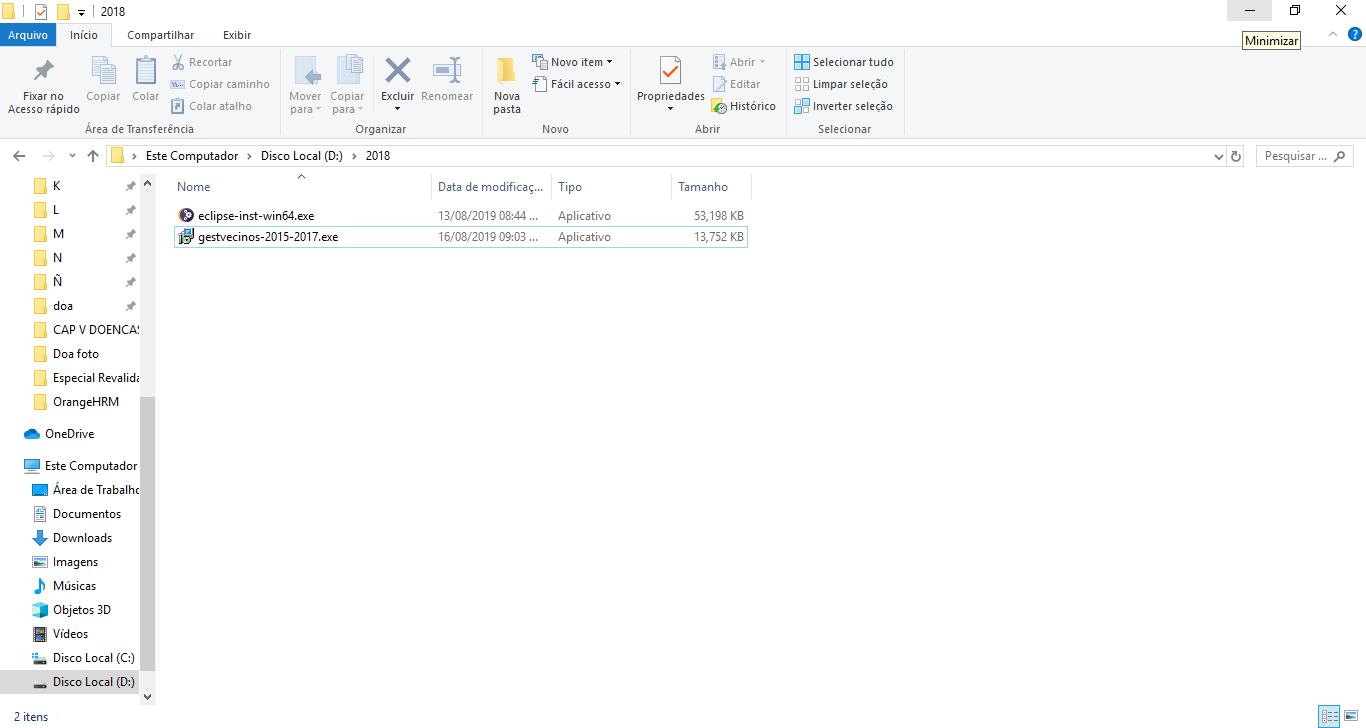 2018
Minimizar
Arquivo Início Compartilhar Exibir
Fixar no Acesso rápido
Copiar
Colar
Recortar
Copiar caminho
Colar atalho
Área de Transferência
Mover para
Copiar para
Excluir
Renomear
Organizar
Nova pasta
Novo item
Fácil acesso
Novo
Propriedades
Abrir
Editar
Histórico
Abrir
Selecionar tudo
Limpar seleção
Inverter seleção
Selecionar
Este Computador > Disco Local (D:) > 2018
Pesquisar ...
Nome Data de modificaç... Tipo Tamanho
eclipse-inst-win64.exe 13/08/2019 08:44 ... Aplicativo 53,198 KB
gestvecinos-2015-2017.exe 16/08/2019 09:03 ... Aplicativo 13,752 KB
K
L
M
N
Ñ
doa
CAP V DOENCAS
Doa foto
Especial Revalida
OrangeHRM
OneDrive
Este Computador
Área de Trabalho
Documentos
Downloads
Imagens
Músicas
Objetos 3D
Vídeos
Disco Local (C:)
Disco Local (D:)
2 itens